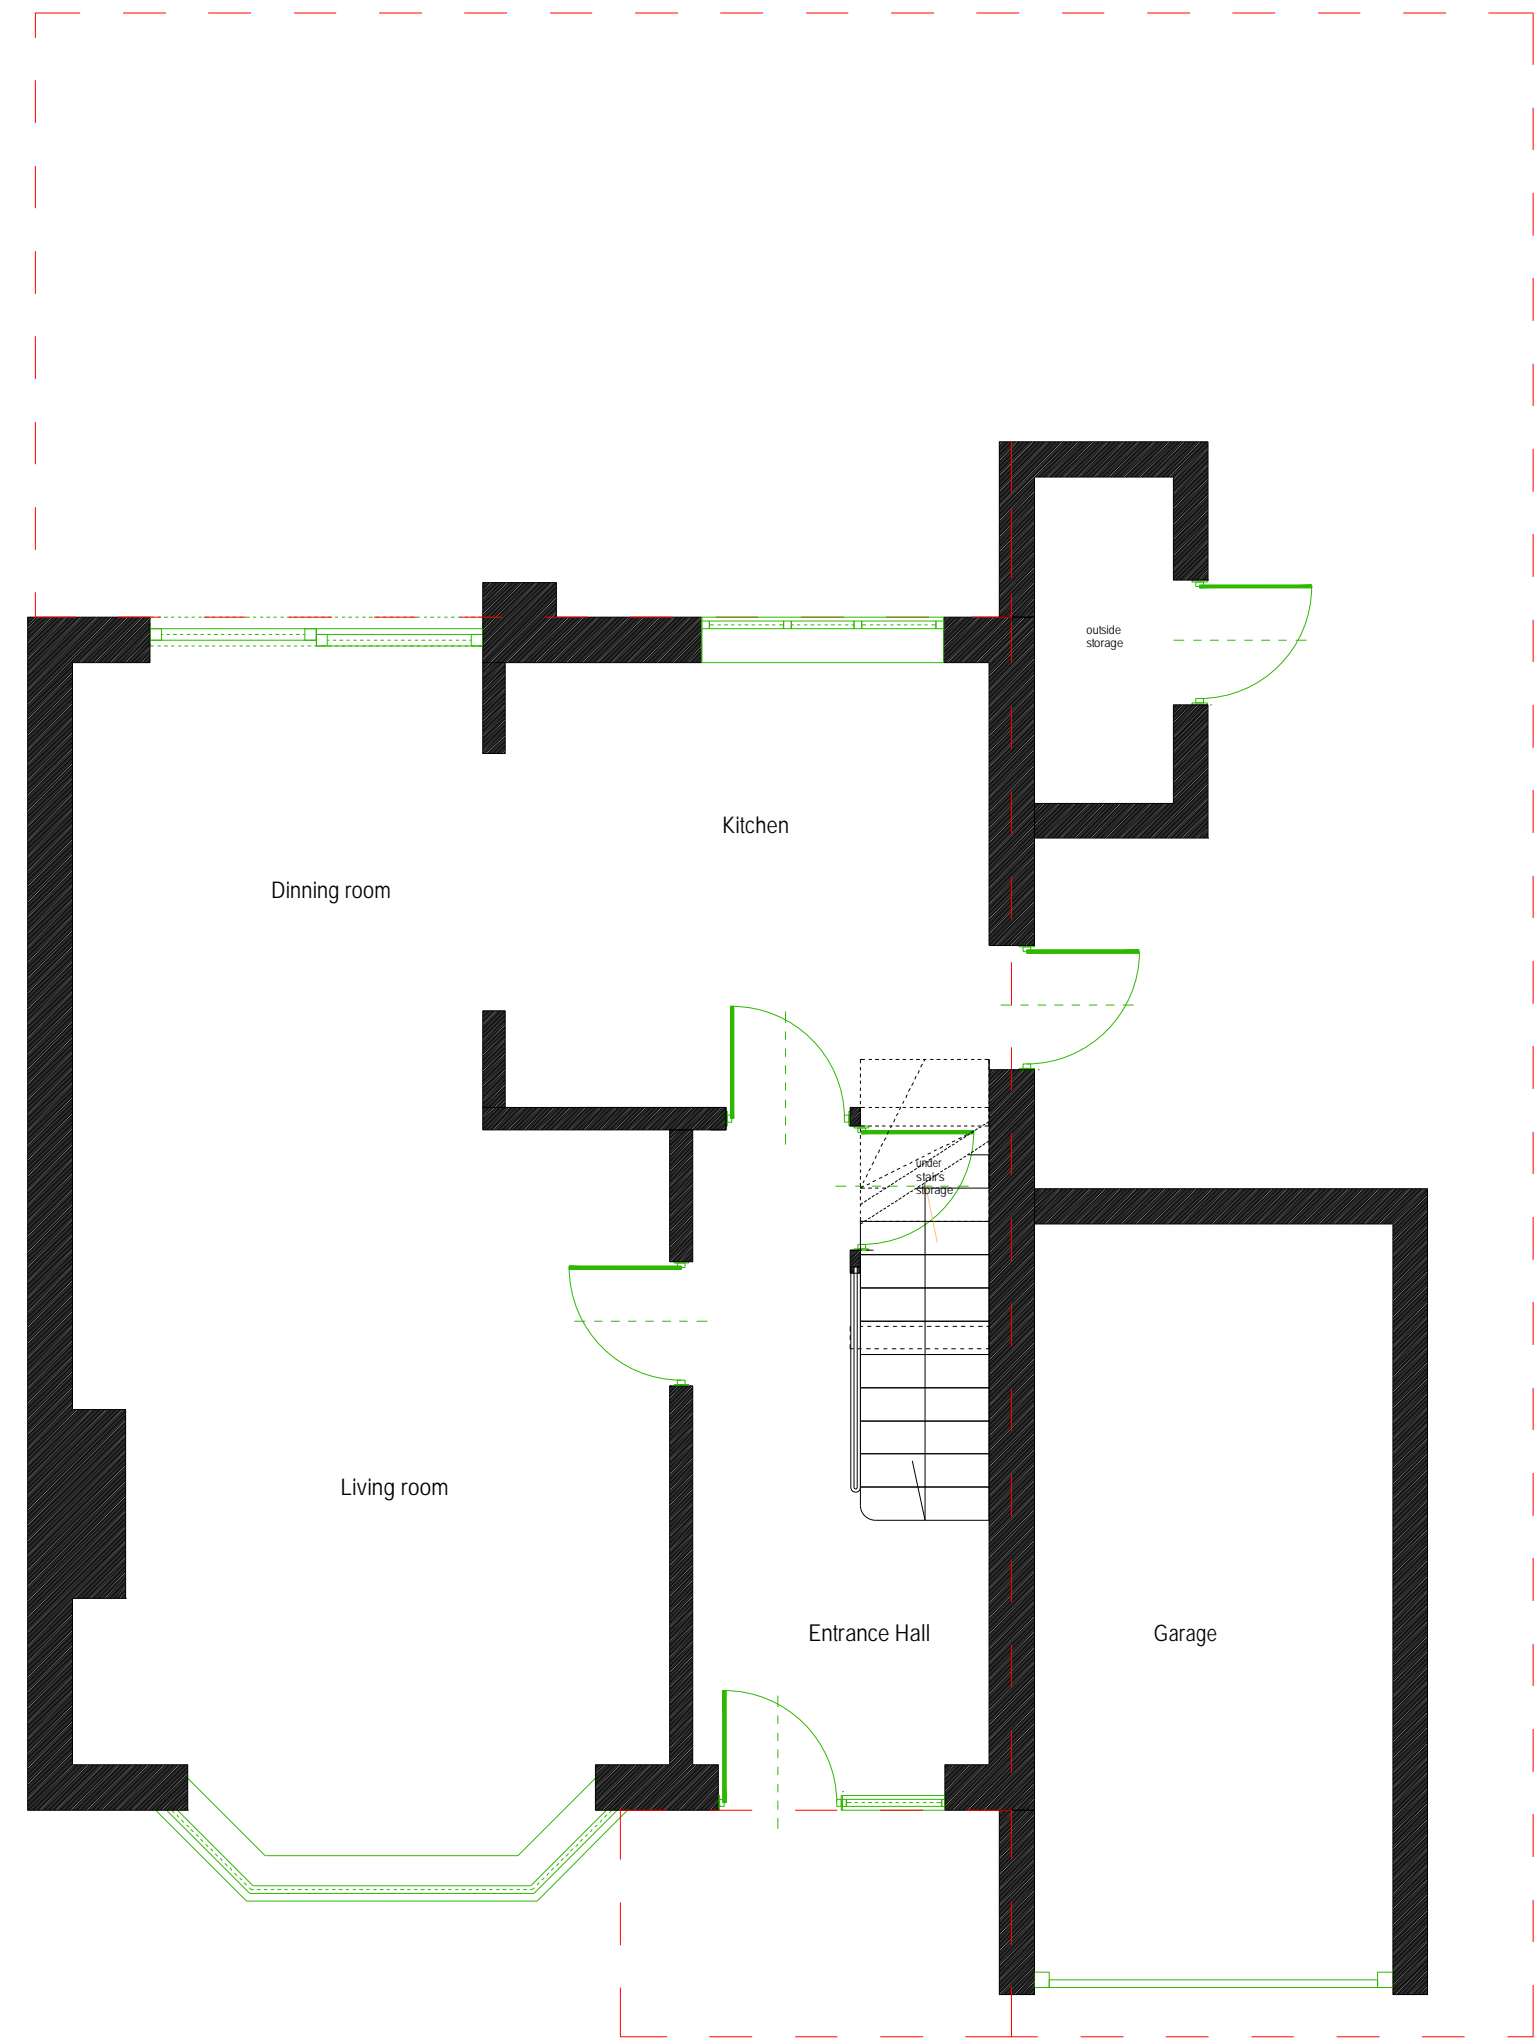 outside
storage
Kitchen
Dinning room
under
stairs
storage
Living room
Entrance Hall
Garage